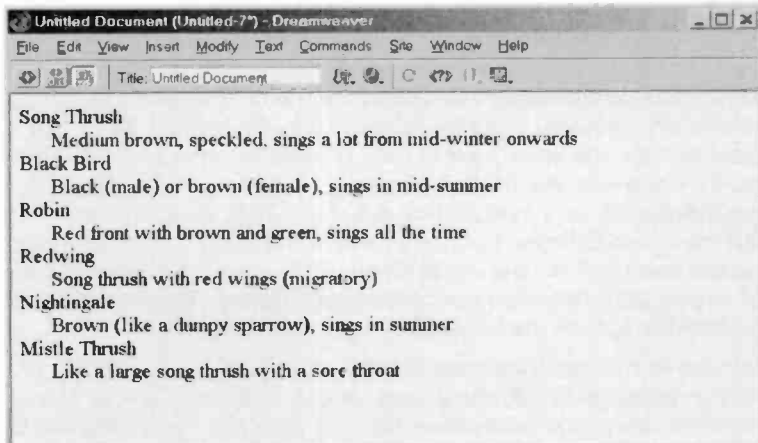 Untitled Document (Untitled-7*) - Dreamweaver
File Edit View Insert Modify Text Commands Site Window Help
Title: Untitled Document
Song Thrush
Medium brown, speckled, sings a lot from mid-winter onwards
Black Bird
Black (male) or brown (female), sings in mid-summer
Robin
Red front with brown and green, sings all the time
Redwing
Song thrush with red wings (migratory)
Nightingale
Brown (like a dumpy sparrow), sings in summer
Mistle Thrush
Like a large song thrush with a sore throat